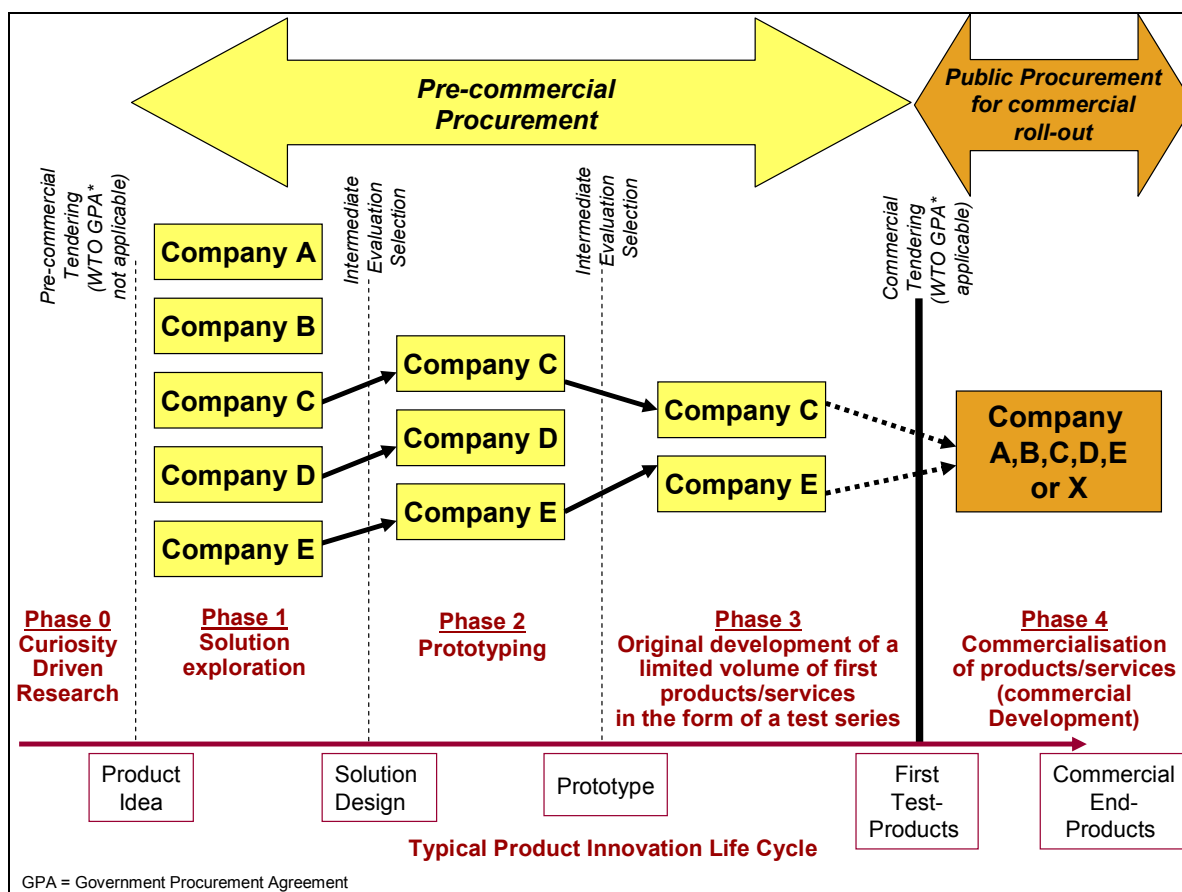 Pre-commercial
Procurement
Public Procurement
for commercial
roll-out
Pre-commercial
Tendering
(WTO GPA*
not applicable)
Intermediate
Evaluation
Selection
Intermediate
Evaluation
Selection
Commercial
Tendering
(WTO GPA*
applicable)
Company A
Company B
Company C
Company D
Company E
Company C
Company D
Company E
Company C
Company E
Company
A,B,C,D,E
or X
Phase 0
Curiosity
Driven
Research
Phase 1
Solution
exploration
Phase 2
Prototyping
Phase 3
Original development of a
limited volume of first
products/services
in the form of a test series
Phase 4
Commercialisation
of products/services
(commercial
Development)
Product
Idea
Solution
Design
Prototype
First
Test-
Products
Commercial
End-
Products
Typical Product Innovation Life Cycle
GPA = Government Procurement Agreement